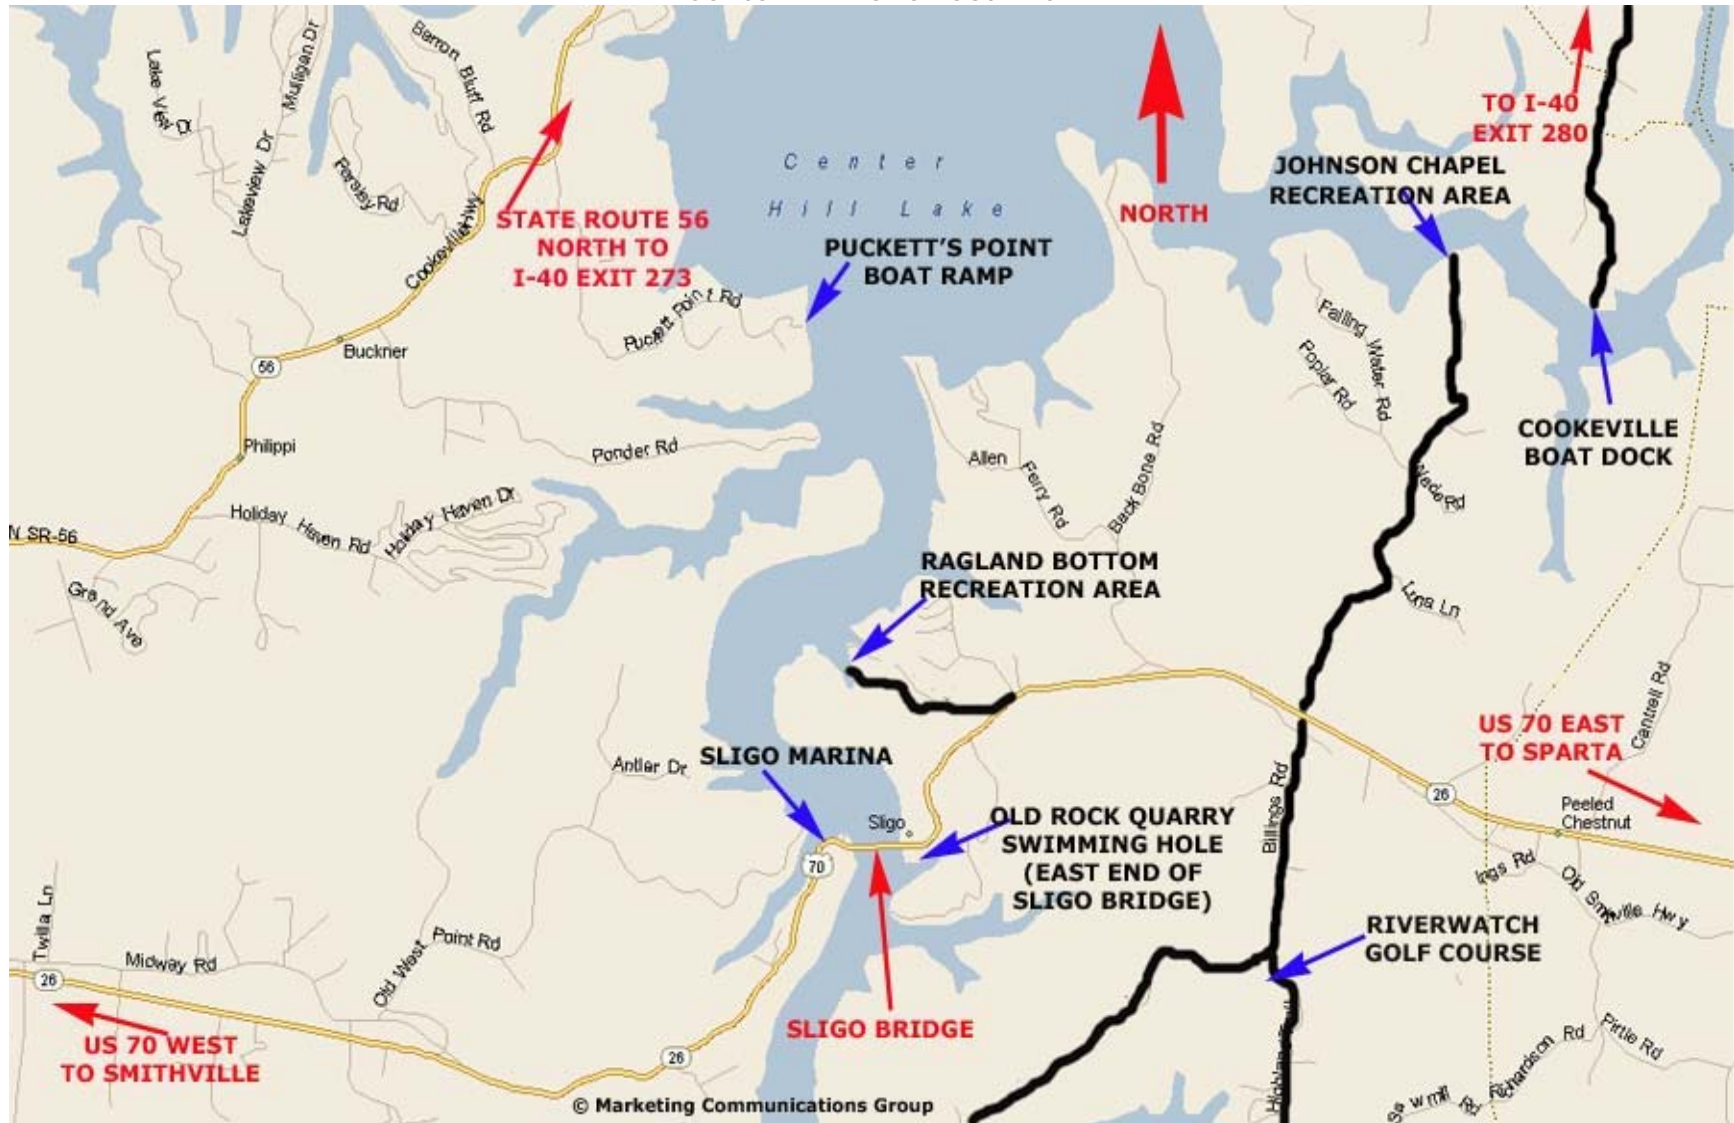 Lake View Dr
Mulligan Dr
Barron Bluff Rd
Lakeview Dr
Parsley Rd
Cookeville Hwy
STATE ROUTE 56
NORTH TO
I-40 EXIT 273
Center
Hill Lake
NORTH
TO I-40
EXIT 280
JOHNSON CHAPEL
RECREATION AREA
PUCKETT'S POINT
BOAT RAMP
Puckett Point Rd
Buckner
56
Philippi
Ponder Rd
Falling Water Rd
Poplar Rd
COOKEVILLE
BOAT DOCK
Allen
Ferry Rd
Back Bone Rd
Wade Rd
N SR-56
Holiday Haven Rd
Holiday Haven Dr
Grand Ave
RAGLAND BOTTOM
RECREATION AREA
Luna Ln
Cantrell Rd
US 70 EAST
TO SPARTA
Antler Dr
SLIGO MARINA
Sligo
OLD ROCK QUARRY
SWIMMING HOLE
(EAST END OF
SLIGO BRIDGE)
Billings Rd
26
Peeled
Chestnut
70
ings Rd
Old Smithville Hwy
Twilla Ln
Midway Rd
Old West
Point Rd
RIVERWATCH
GOLF COURSE
26
US 70 WEST
TO SMITHVILLE
SLIGO BRIDGE
26
Richardson Rd
Pirtle Rd
Sawmill Rd
© Marketing Communications Group